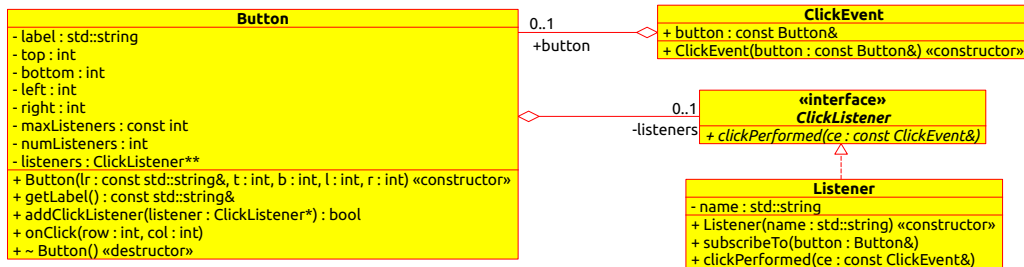 Button
- label : std::string
- top : int
- bottom : int
- left : int
- right : int
- maxListeners : const int
- numListeners : int
- listeners : ClickListener**
+ Button(lr : const std::string&, t : int, b : int, l : int, r : int) «constructor»
+ getLabel() : const std::string&
+ addClickListener(listener : ClickListener*) : bool
+ onClick(row : int, col : int)
+ ~ Button() «destructor»
0..1
+button
ClickEvent
+ button : const Button&
+ ClickEvent(button : const Button&) «constructor»
0..1
-listeners
«interface»
ClickListener
+ clickPerformed(ce : const ClickEvent&)
Listener
- name : std::string
+ Listener(name : std::string) «constructor»
+ subscribeTo(button : Button&)
+ clickPerformed(ce : const ClickEvent&)